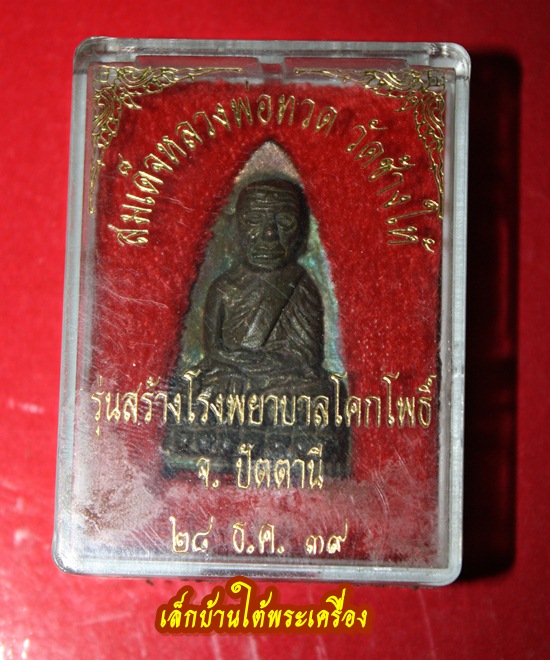 สมเด็จหลวงพ่อทวด วัดช้างให้
รุ่นสร้างโรงพยาบาลโคกโพธิ์
จ. ปัตตานี
๒๔ ธ.ค. ๓๙
เล็กบ้านใต้พระเครื่อง